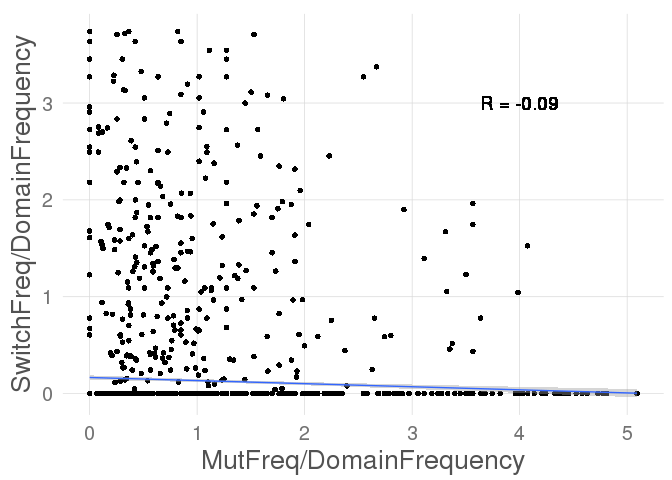 SwitchFreq/DomainFrequency
3
2
1
0
R = -0.09
0 1 2 3 4 5
MutFreq/DomainFrequency